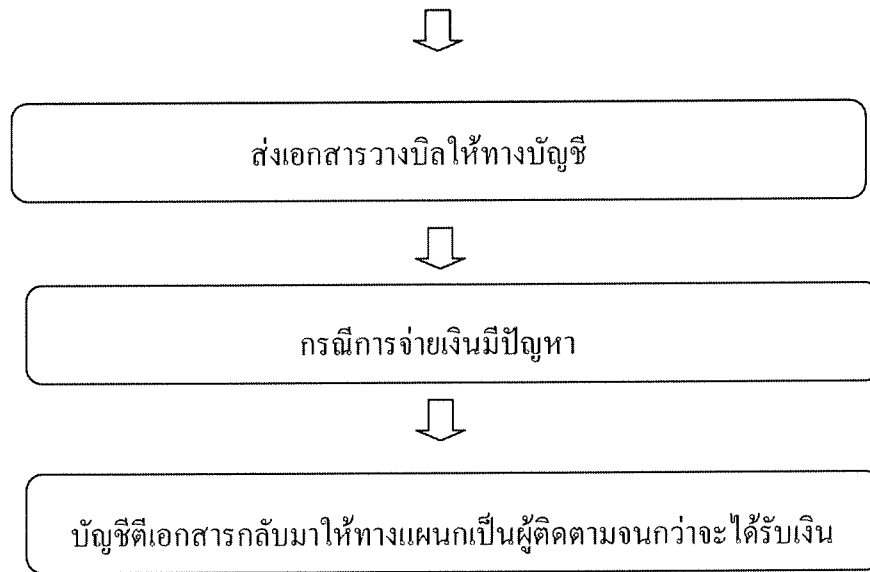 ส่งเอกสารวางบิลให้ทางบัญชี
กรณีการจ่ายเงินมีปัญหา
บัญชีตีเอกสารกลับมาให้ทางแผนกเป็นผู้ติดตามจนกว่าจะได้รับเงิน